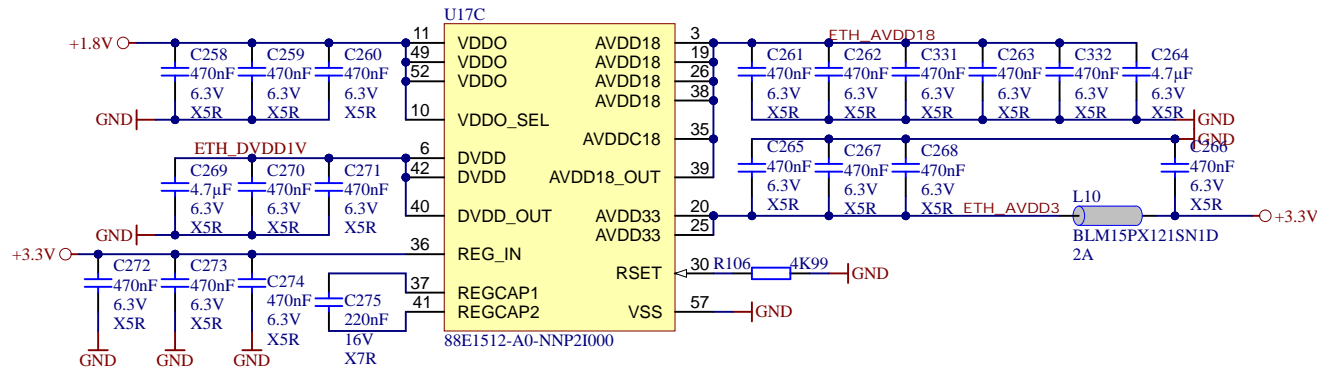 U17C
+1.8V
C258
470nF
6.3V
X5R
C259
470nF
6.3V
X5R
C260
470nF
6.3V
X5R
GND
11 VDDO
49 VDDO
52 VDDO
10 VDDO_SEL
6 DVDD
42 DVDD
40 DVDD_OUT
36 REG_IN
37 REGCAP1
41 REGCAP2
AVDD18 3
AVDD18 19
AVDD18 26
AVDD18 38
AVDDC18 35
AVDD18_OUT 39
AVDD33 20
AVDD33 25
RSET 30
VSS 57
ETH_AVDD18
C261
470nF
6.3V
X5R
C262
470nF
6.3V
X5R
C331
470nF
6.3V
X5R
C263
470nF
6.3V
X5R
C332
470nF
6.3V
X5R
C264
4.7µF
6.3V
X5R
GND
GND
ETH_DVDD1V
C269
4.7µF
6.3V
X5R
C270
470nF
6.3V
X5R
C271
470nF
6.3V
X5R
GND
C265
470nF
6.3V
X5R
C267
470nF
6.3V
X5R
C268
470nF
6.3V
X5R
C266
470nF
6.3V
X5R
ETH_AVDD3
L10
BLM15PX121SN1D
2A
+3.3V
+3.3V
C272
470nF
6.3V
X5R
GND
C273
470nF
6.3V
X5R
GND
C274
470nF
6.3V
X5R
GND
C275
220nF
16V
X7R
R106 4K99
GND
GND
88E1512-A0-NNP2I000